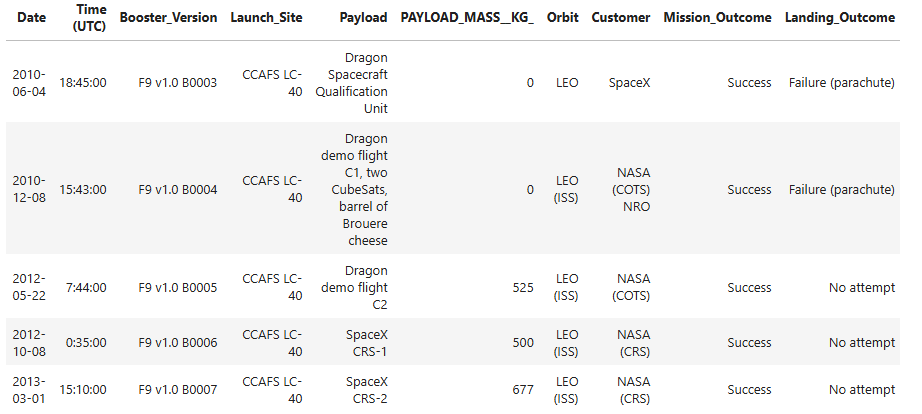 Date Time (UTC) Booster_Version Launch_Site Payload PAYLOAD_MASS__KG_ Orbit Customer Mission_Outcome Landing_Outcome
2010-06-04 18:45:00 F9 v1.0 B0003 CCAFS LC-40 Dragon Spacecraft Qualification Unit 0 LEO SpaceX Success Failure (parachute)
2010-12-08 15:43:00 F9 v1.0 B0004 CCAFS LC-40 Dragon demo flight C1, two CubeSats, barrel of Brouere cheese 0 LEO (ISS) NASA (COTS) NRO Success Failure (parachute)
2012-05-22 7:44:00 F9 v1.0 B0005 CCAFS LC-40 Dragon demo flight C2 525 LEO (ISS) NASA (COTS) Success No attempt
2012-10-08 0:35:00 F9 v1.0 B0006 CCAFS LC-40 SpaceX CRS-1 500 LEO (ISS) NASA (CRS) Success No attempt
2013-03-01 15:10:00 F9 v1.0 B0007 CCAFS LC-40 SpaceX CRS-2 677 LEO (ISS) NASA (CRS) Success No attempt